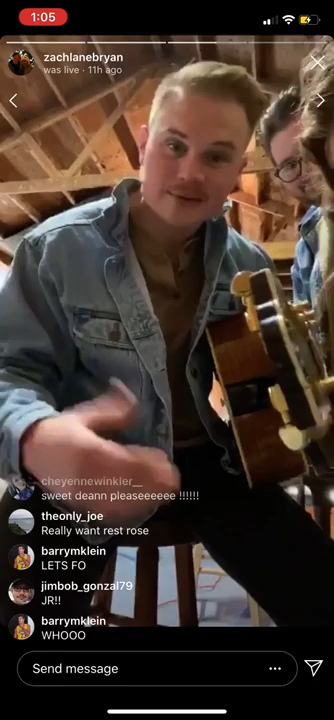 1:05
zachlanebryan
was live · 11h ago
cheyennewinkler__
sweet deann pleaseeeeee !!!!!!
theonly_joe
Really want rest rose
barrymklein
LETS FO
jimbob_gonzal79
JR!!
barrymklein
WHOOO
Send message